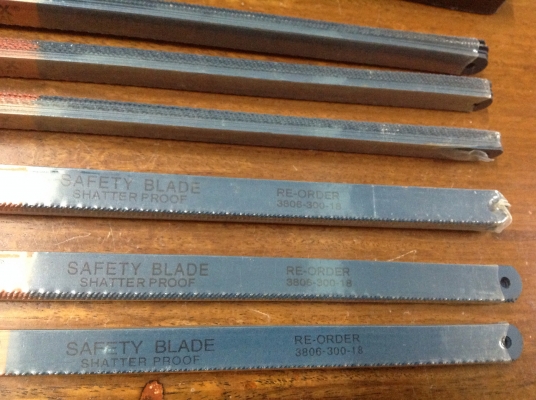 SAFETY BLADE
SHATTER PROOF
RE-ORDER
3806-300-18
SAFETY BLADE
SHATTER PROOF
RE-ORDER
3806-300-18
SAFETY BLADE
SHATTER PROOF
RE-ORDER
3806-300-18